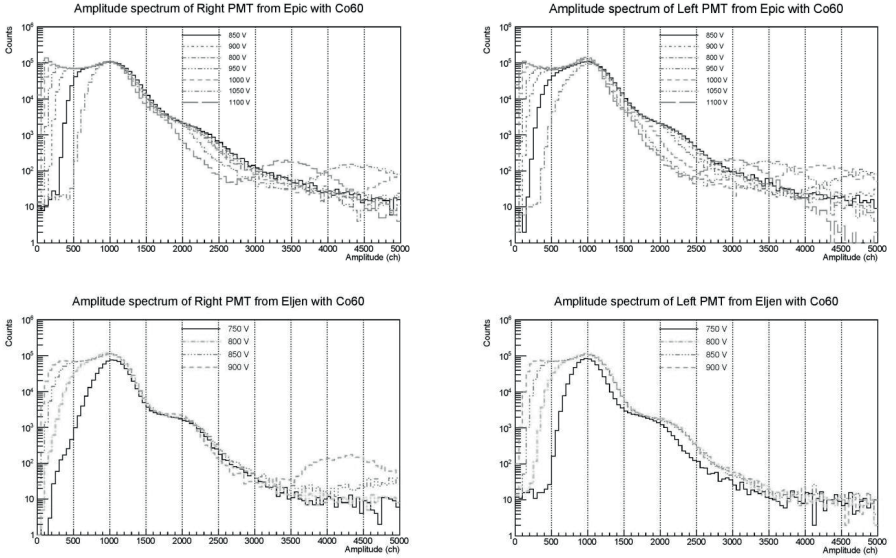 Amplitude spectrum of Right PMT from Epic with Co60
Counts
10⁶
10⁵
10⁴
10³
10²
10
1
850 V
900 V
800 V
950 V
1000 V
1050 V
1100 V
0 500 1000 1500 2000 2500 3000 3500 4000 4500 5000
Amplitude (ch)
Amplitude spectrum of Left PMT from Epic with Co60
Counts
10⁶
10⁵
10⁴
10³
10²
10
1
850 V
900 V
800 V
950 V
1000 V
1050 V
1100 V
0 500 1000 1500 2000 2500 3000 3500 4000 4500 5000
Amplitude (ch)
Amplitude spectrum of Right PMT from Eljen with Co60
Counts
10⁶
10⁵
10⁴
10³
10²
10
1
750 V
800 V
850 V
900 V
0 500 1000 1500 2000 2500 3000 3500 4000 4500 5000
Amplitude (ch)
Amplitude spectrum of Left PMT from Eljen with Co60
Counts
10⁶
10⁵
10⁴
10³
10²
10
1
750 V
800 V
850 V
900 V
0 500 1000 1500 2000 2500 3000 3500 4000 4500 5000
Amplitude (ch)